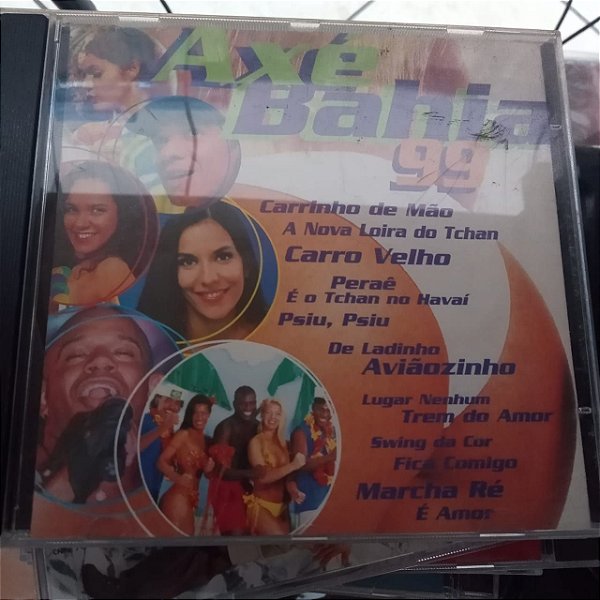 Axé
Bahia
99
Carrinho de Mão
A Nova Loira do Tchan
Carro Velho
Peraê
É o Tchan no Havaí
Psiu, Psiu
De Ladinho
Aviãozinho
Lugar Nenhum
Trem do Amor
Swing da Cor
Fica Comigo
Marcha Ré
É Amor